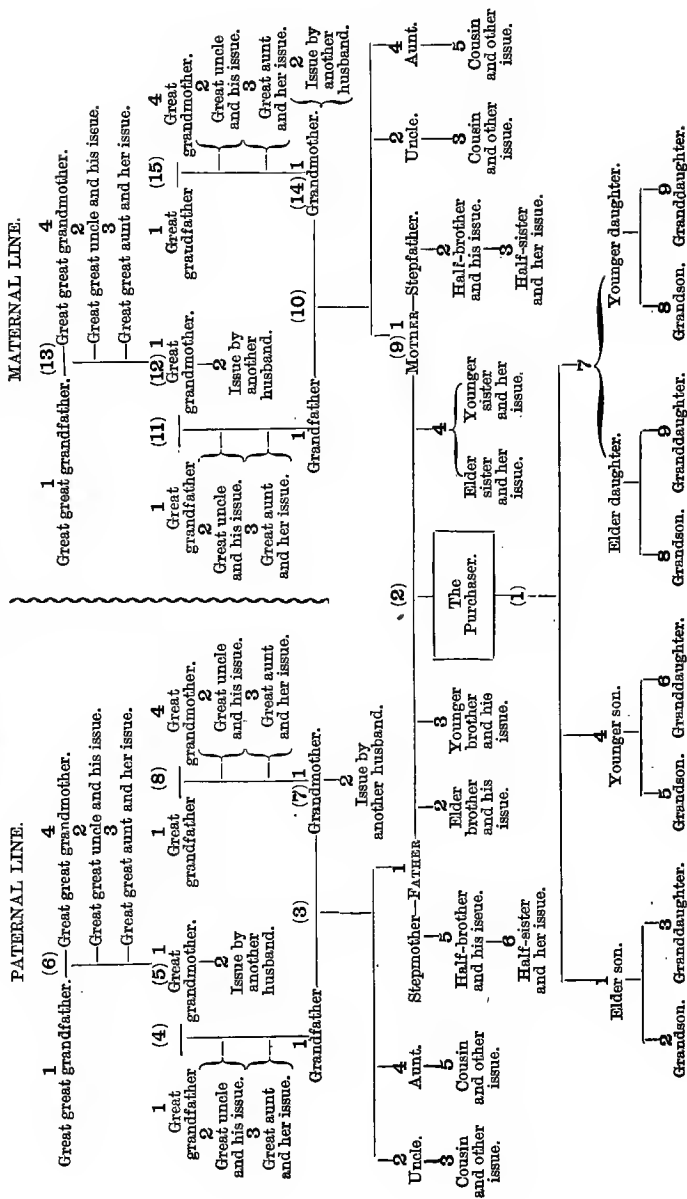 PATERNAL LINE.
1
Great great grandfather.
(6)
4
Great great grandmother.
2
Great great uncle and his issue.
3
Great great aunt and her issue.
1
Great
grandfather
2
Great uncle
and his issue.
3
Great aunt
and her issue.
(4)
(5) 1
Great
grandmother.
2
Issue by
another
husband.
1
Great
grandfather
(8)
4
Great
grandmother.
2
Great uncle
and his issue.
3
Great aunt
and her issue.
1
Grandfather
(3)
(7) 1
Grandmother.
2
Issue by
another husband.
2
Uncle.
3
Cousin
and other
issue.
4
Aunt.
5
Cousin
and other
issue.
1
Stepmother—FATHER
5
Half-brother
and his issue.
6
Half-sister
and her issue.
MATERNAL LINE.
1
Great great grandfather.
(13)
4
Great great grandmother.
2
Great great uncle and his issue.
3
Great great aunt and her issue.
1
Great
grandfather
2
Great uncle
and his issue.
3
Great aunt
and her issue.
(11)
(12) 1
Great
grandmother.
2
Issue by
another
husband.
1
Great
grandfather
(15)
4
Great
grandmother.
2
Great uncle
and his issue.
3
Great aunt
and her issue.
2
Issue by
another
husband.
1
Grandfather
(10)
(14) 1
Grandmother.
(9) 1
MOTHER—Stepfather.
2
Half-brother
and his issue.
3
Half-sister
and her issue.
2
Uncle.
3
Cousin
and other
issue.
4
Aunt.
5
Cousin
and other
issue.
(2)
2
Elder
brother
and his
issue.
3
Younger
brother
and his
issue.
The
Purchaser.
4
Elder
sister
and her
issue.
Younger
sister
and her
issue.
(1)
1
Elder son.
2
Grandson.
3
Granddaughter.
4
Younger son.
5
Grandson.
6
Granddaughter.
7
Elder daughter.
8
Grandson.
9
Granddaughter.
Younger daughter.
8
Grandson.
9
Granddaughter.